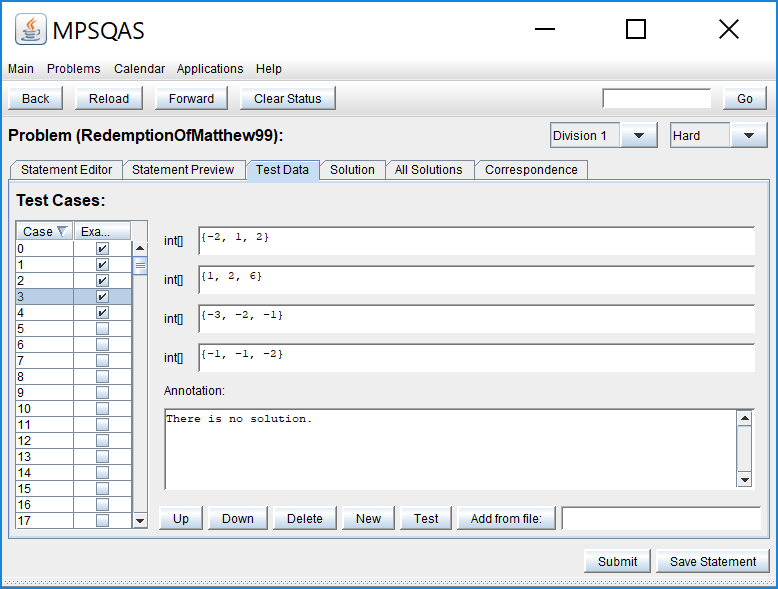 MPSQAS
Main Problems Calendar Applications Help
Back Reload Forward Clear Status Go
Problem (RedemptionOfMatthew99): Division 1 Hard
Statement Editor Statement Preview Test Data Solution All Solutions Correspondence
Test Cases:
Case Exa...
0
1
2
3
4
5
6
7
8
9
10
11
12
13
14
15
16
17
int[] {-2, 1, 2}
int[] {1, 2, 6}
int[] {-3, -2, -1}
int[] {-1, -1, -2}
Annotation:
There is no solution.
Up Down Delete New Test Add from file:
Submit Save Statement